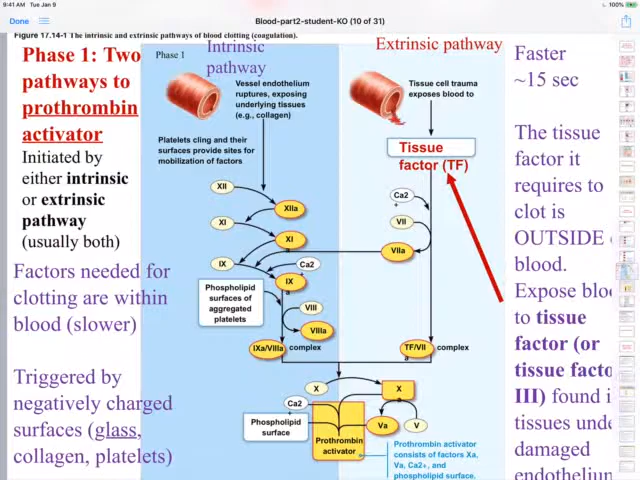 9:41 AM Tue Jan 9
100%
Done
Blood-part2-student-KO (10 of 31)
Figure 17.14-1 The intrinsic and extrinsic pathways of blood clotting (coagulation).
Phase 1: Two
pathways to
prothrombin
activator
Initiated by
either intrinsic
or extrinsic
pathway
(usually both)
Factors needed for
clotting are within
blood (slower)
Triggered by
negatively charged
surfaces (glass,
collagen, platelets)
Phase 1
Intrinsic
pathway
Vessel endothelium
ruptures, exposing
underlying tissues
(e.g., collagen)
Platelets cling and their
surfaces provide sites for
mobilization of factors
XII
XIIa
XI
XI
a
IX
Ca2
+
IX
a
Phospholipid
surfaces of
aggregated
platelets
VIII
VIIIa
IXa/VIIIa complex
Extrinsic pathway
Tissue cell trauma
exposes blood to
Tissue
factor (TF)
Ca2
+
VII
VIIa
TF/VII complex
a
X
X
a
Ca2
+
Phospholipid
surface
Va
V
Prothrombin
activator
Prothrombin activator
consists of factors Xa,
Va, Ca2+, and
phospholipid surface.
Faster
~15 sec
The tissue
factor it
requires to
clot is
OUTSIDE
blood.
Expose
to tissue
factor (or
tissue
III) found
tissues
damaged